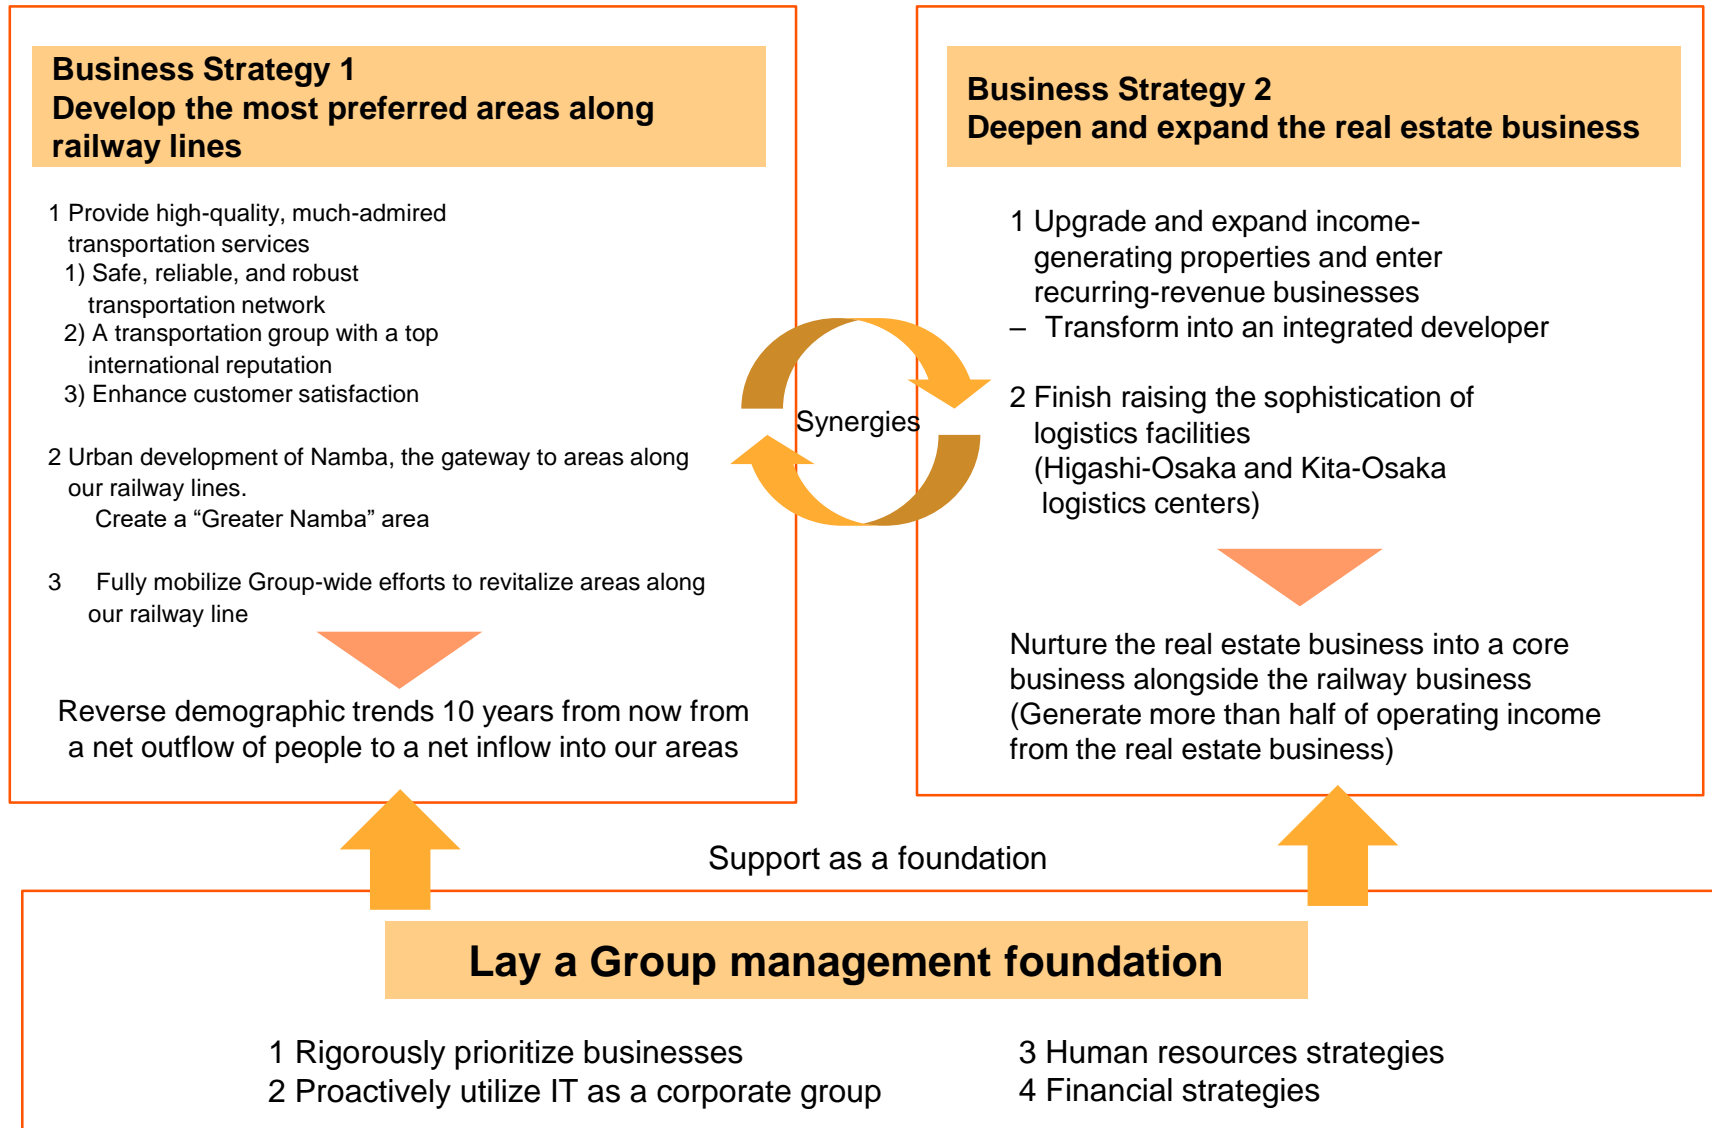 Business Strategy 1
Develop the most preferred areas along
railway lines
1 Provide high-quality, much-admired
transportation services
1) Safe, reliable, and robust
transportation network
2) A transportation group with a top
international reputation
3) Enhance customer satisfaction
2 Urban development of Namba, the gateway to areas along
our railway lines.
Create a “Greater Namba” area
3 Fully mobilize Group-wide efforts to revitalize areas along
our railway line
Reverse demographic trends 10 years from now from
a net outflow of people to a net inflow into our areas
Synergies
Business Strategy 2
Deepen and expand the real estate business
1 Upgrade and expand income-
generating properties and enter
recurring-revenue businesses
– Transform into an integrated developer
2 Finish raising the sophistication of
logistics facilities
(Higashi-Osaka and Kita-Osaka
logistics centers)
Nurture the real estate business into a core
business alongside the railway business
(Generate more than half of operating income
from the real estate business)
Support as a foundation
Lay a Group management foundation
1 Rigorously prioritize businesses
2 Proactively utilize IT as a corporate group
3 Human resources strategies
4 Financial strategies